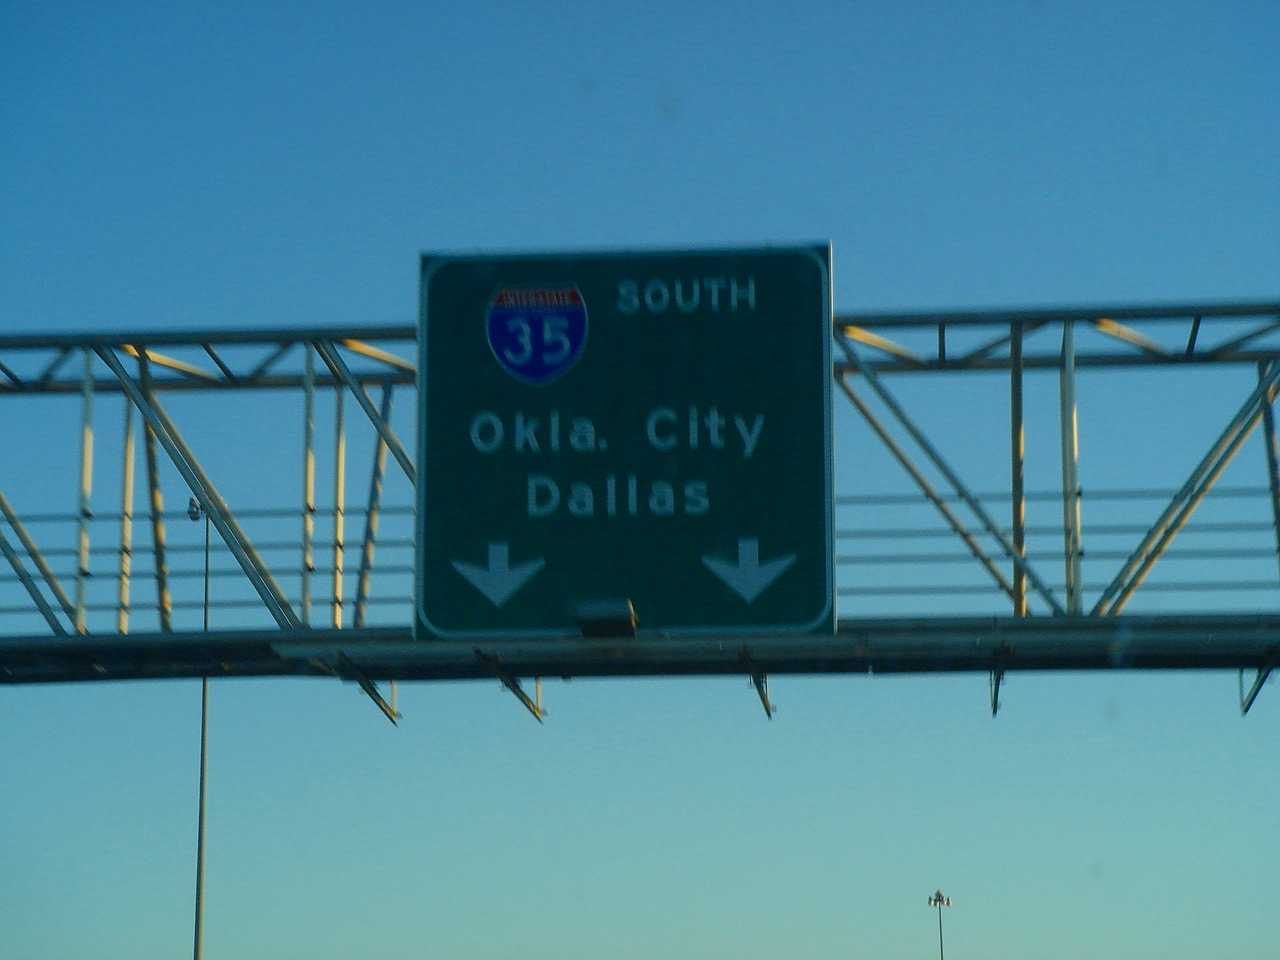 INTERSTATE
35
SOUTH
Okla. City
Dallas